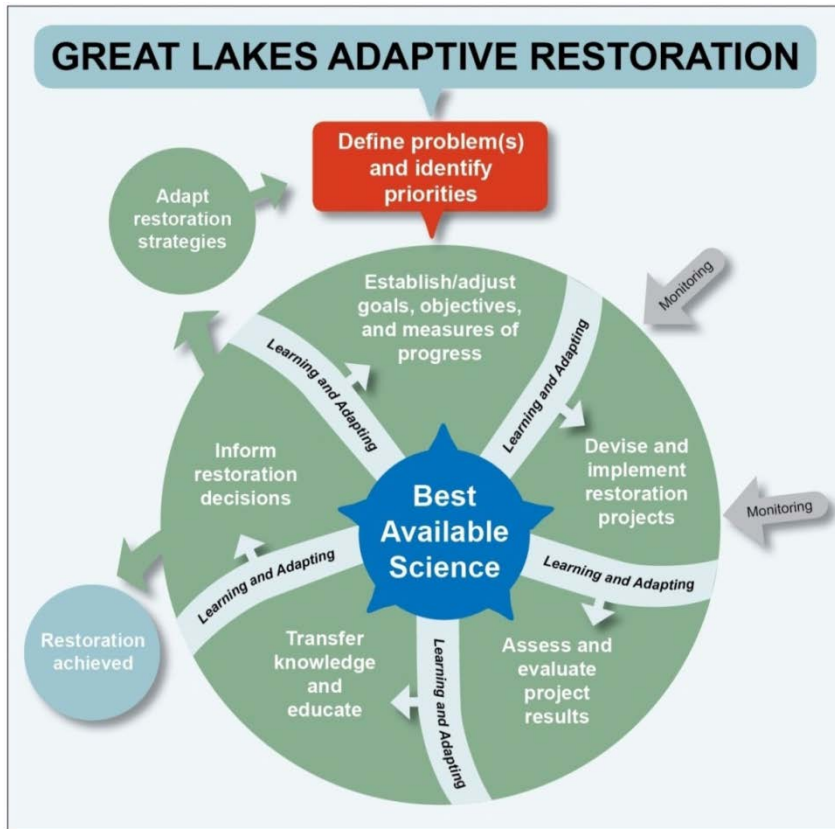 GREAT LAKES ADAPTIVE RESTORATION
Define problem(s)
and identify
priorities
Adapt
restoration
strategies
Establish/adjust
goals, objectives,
and measures of
progress
Monitoring
Learning and Adapting
Learning and Adapting
Devise and
implement
restoration
projects
Monitoring
Inform
restoration
decisions
Best
Available
Science
Learning and Adapting
Learning and Adapting
Restoration
achieved
Transfer
knowledge
and
educate
Learning and Adapting
Assess and
evaluate
project
results